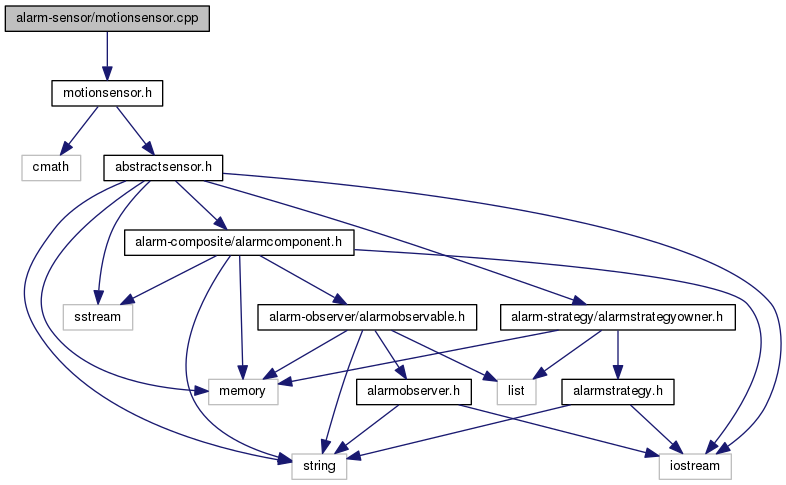 alarm-sensor/motionsensor.cpp
motionsensor.h
cmath
abstractsensor.h
alarm-composite/alarmcomponent.h
sstream
alarm-observer/alarmobservable.h
alarm-strategy/alarmstrategyowner.h
memory
alarmobserver.h
list
alarmstrategy.h
string
iostream